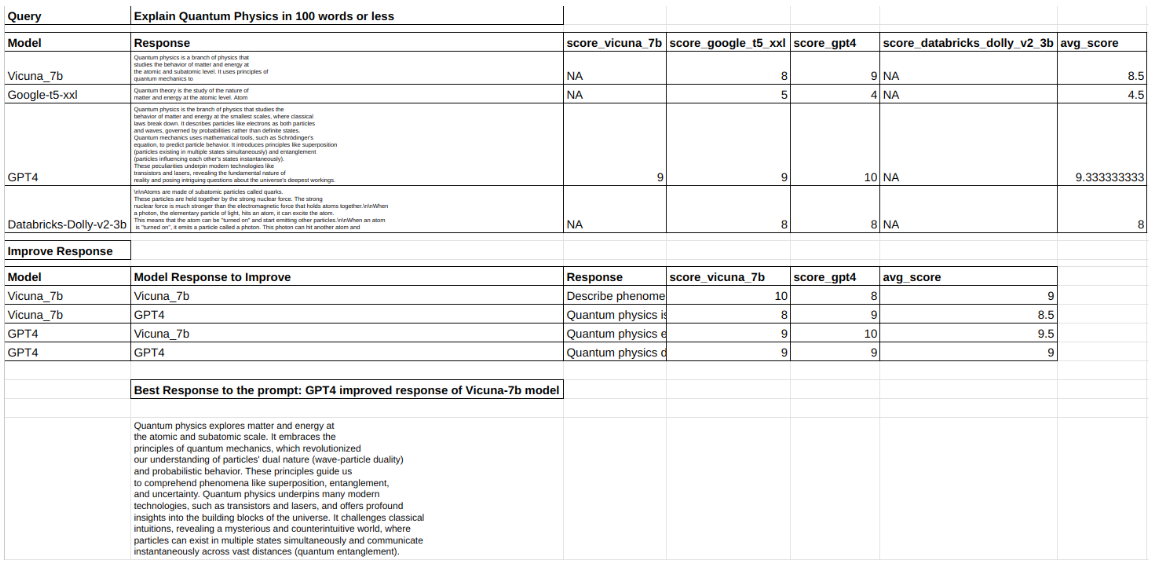 Query Explain Quantum Physics in 100 words or less
Model Response score_vicuna_7b score_google_t5_xxl score_gpt4 score_databricks_dolly_v2_3b avg_score
Quantum physics is a branch of physics that
studies the behavior of matter and energy at
the atomic and subatomic level. It uses principles of
quantum mechanics to
Vicuna_7b NA 8 9 NA 8.5
Quantum theory is the study of the nature of
matter and energy at the atomic level. Atom
Google-t5-xxl NA 5 4 NA 4.5
Quantum physics is the branch of physics that studies the
behavior of matter and energy at the smallest scales, where classical
laws break down. It describes particles like electrons as both particles
and waves, governed by probabilities rather than definite states.
Quantum mechanics uses mathematical tools, such as Schrödinger's
equation, to predict particle behavior. It introduces principles like superposition
(particles existing in multiple states simultaneously) and entanglement
(particles influencing each other's states instantaneously).
These peculiarities underpin modern technologies like
transistors and lasers, revealing the fundamental nature of
reality and posing intriguing questions about the universe's deepest workings.
GPT4 9 9 10 NA 9.333333333
\n\nAtoms are made of subatomic particles called quarks.
These particles are held together by the strong nuclear force. The strong
nuclear force is much stronger than the electromagnetic force that holds atoms together.\n\nWhen
a photon, the elementary particle of light, hits an atom, it can excite the atom.
This means that the atom can be "turned on" and start emitting other particles.\n\nWhen an atom
is "turned on", it emits a particle called a photon. This photon can hit another atom and
Databricks-Dolly-v2-3b NA 8 8 NA 8
Improve Response
Model Model Response to Improve Response score_vicuna_7b score_gpt4 avg_score
Vicuna_7b Vicuna_7b Describe phenome 10 8 9
Vicuna_7b GPT4 Quantum physics is 8 9 8.5
GPT4 Vicuna_7b Quantum physics e 9 10 9.5
GPT4 GPT4 Quantum physics d 9 9 9
Best Response to the prompt: GPT4 improved response of Vicuna-7b model
Quantum physics explores matter and energy at
the atomic and subatomic scale. It embraces the
principles of quantum mechanics, which revolutionized
our understanding of particles' dual nature (wave-particle duality)
and probabilistic behavior. These principles guide us
to comprehend phenomena like superposition, entanglement,
and uncertainty. Quantum physics underpins many modern
technologies, such as transistors and lasers, and offers profound
insights into the building blocks of the universe. It challenges classical
intuitions, revealing a mysterious and counterintuitive world, where
particles can exist in multiple states simultaneously and communicate
instantaneously across vast distances (quantum entanglement).